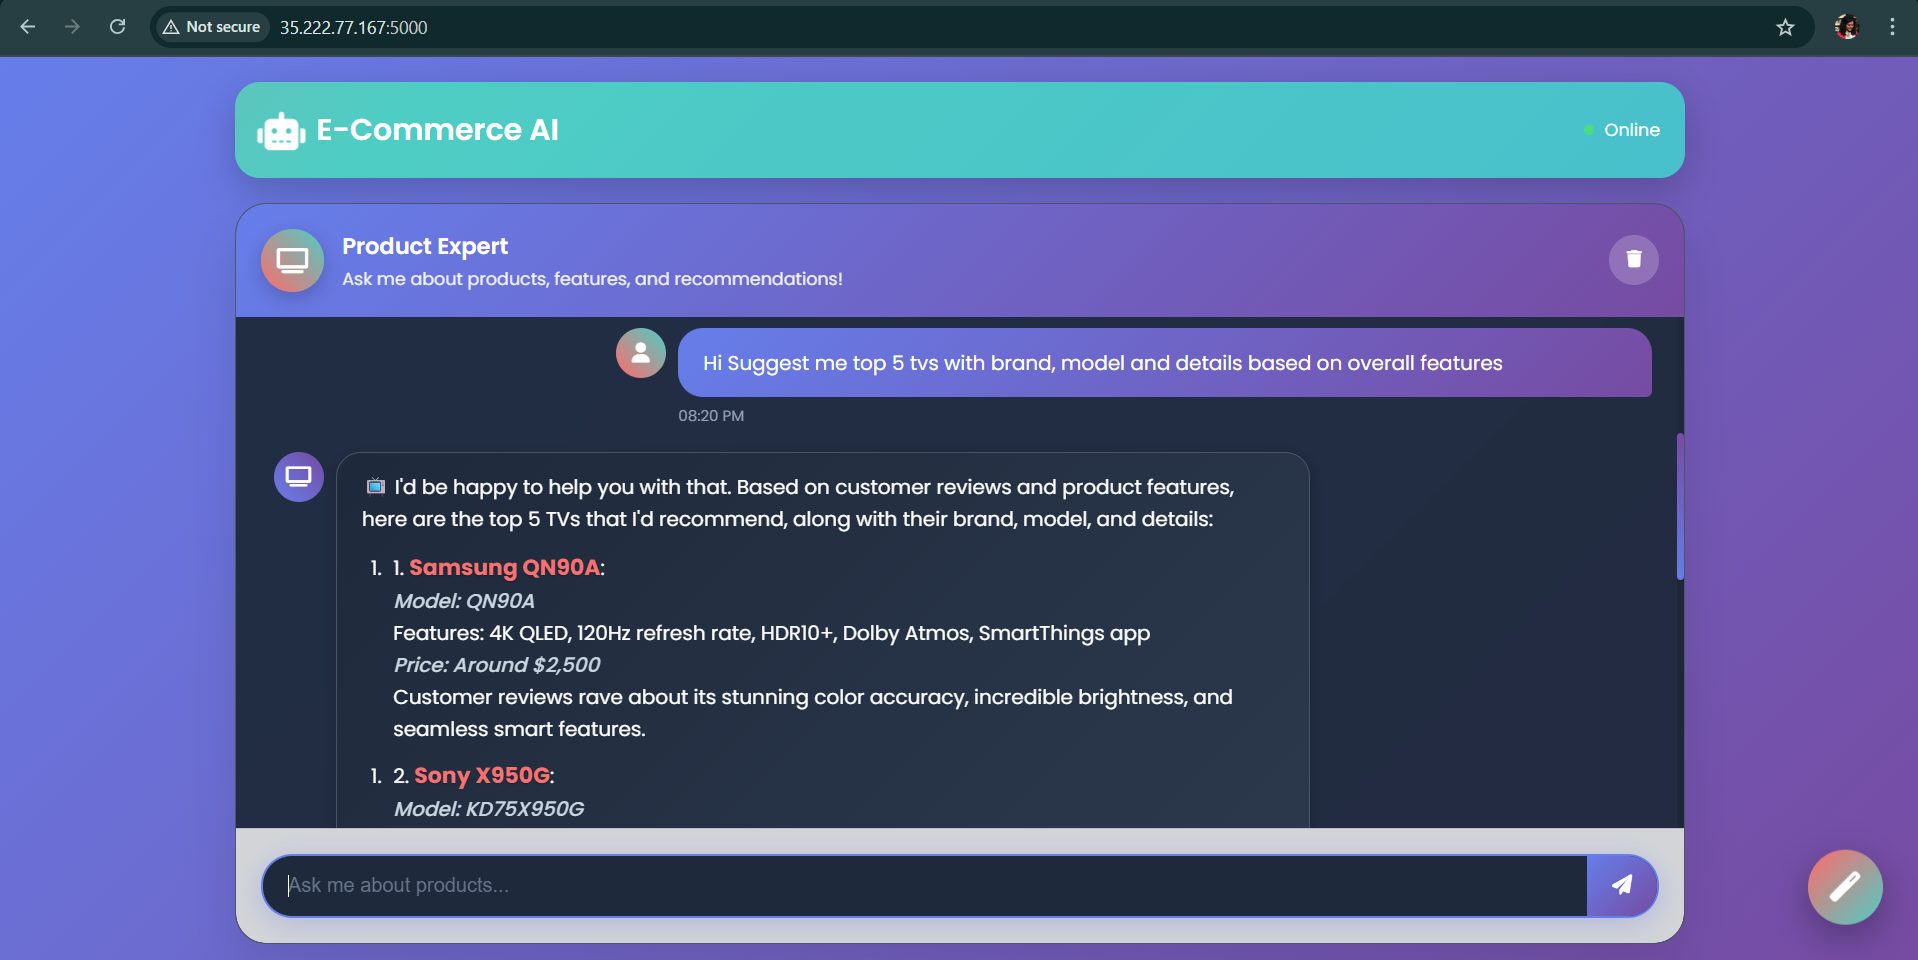 Not secure 35.222.77.167:5000
E-Commerce AI
Online
Product Expert
Ask me about products, features, and recommendations!
Hi Suggest me top 5 tvs with brand, model and details based on overall features
08:20 PM
📺 I'd be happy to help you with that. Based on customer reviews and product features,
here are the top 5 TVs that I'd recommend, along with their brand, model, and details:
1. 1. Samsung QN90A:
Model: QN90A
Features: 4K QLED, 120Hz refresh rate, HDR10+, Dolby Atmos, SmartThings app
Price: Around $2,500
Customer reviews rave about its stunning color accuracy, incredible brightness, and
seamless smart features.
1. 2. Sony X950G:
Model: KD75X950G
Ask me about products...